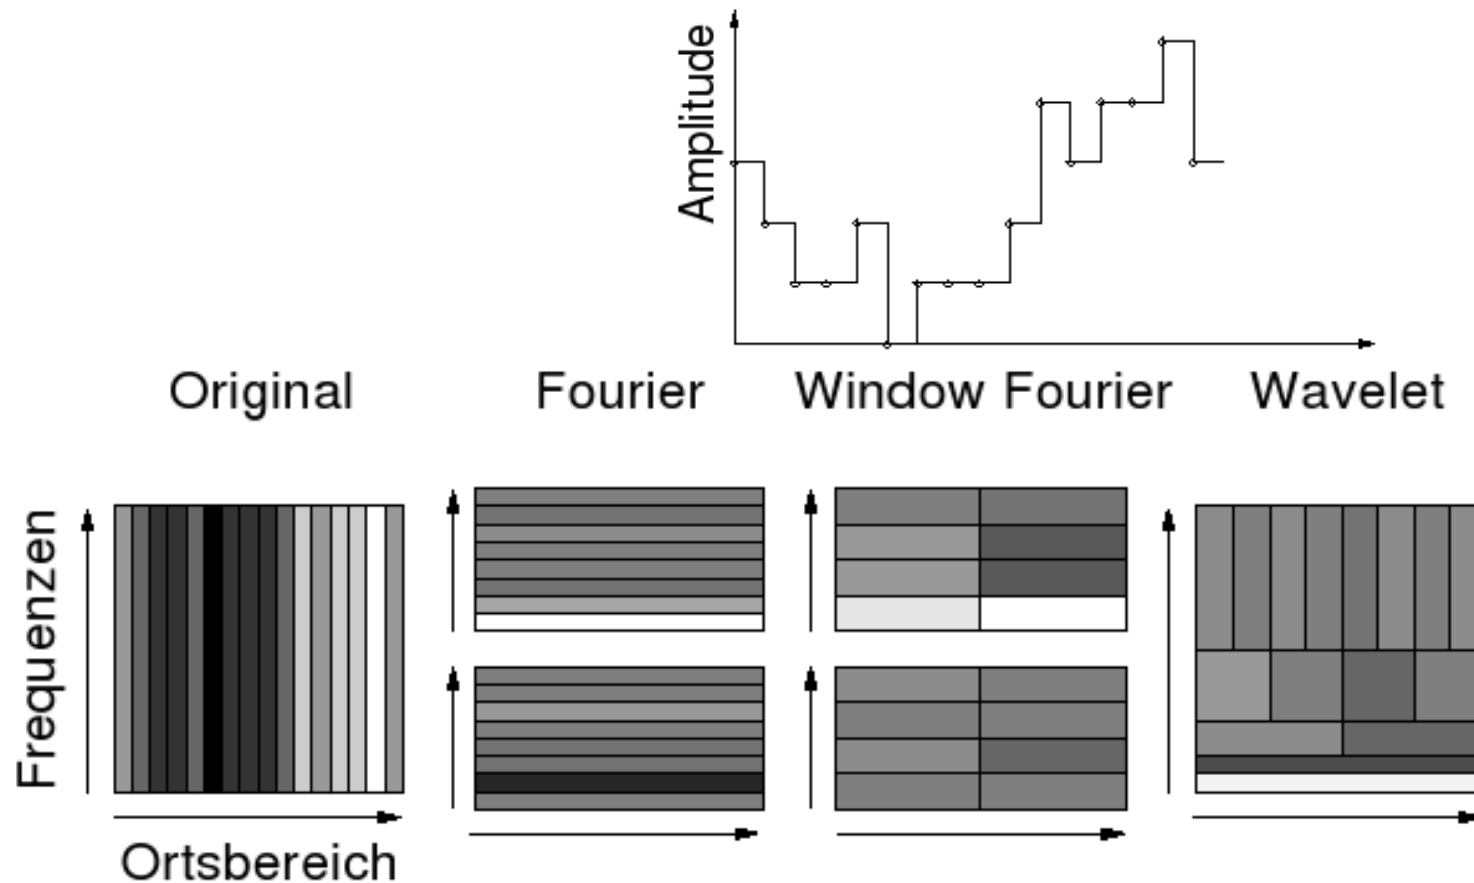 Amplitude
Original
Fourier
Window Fourier
Wavelet
Frequenzen
Ortsbereich